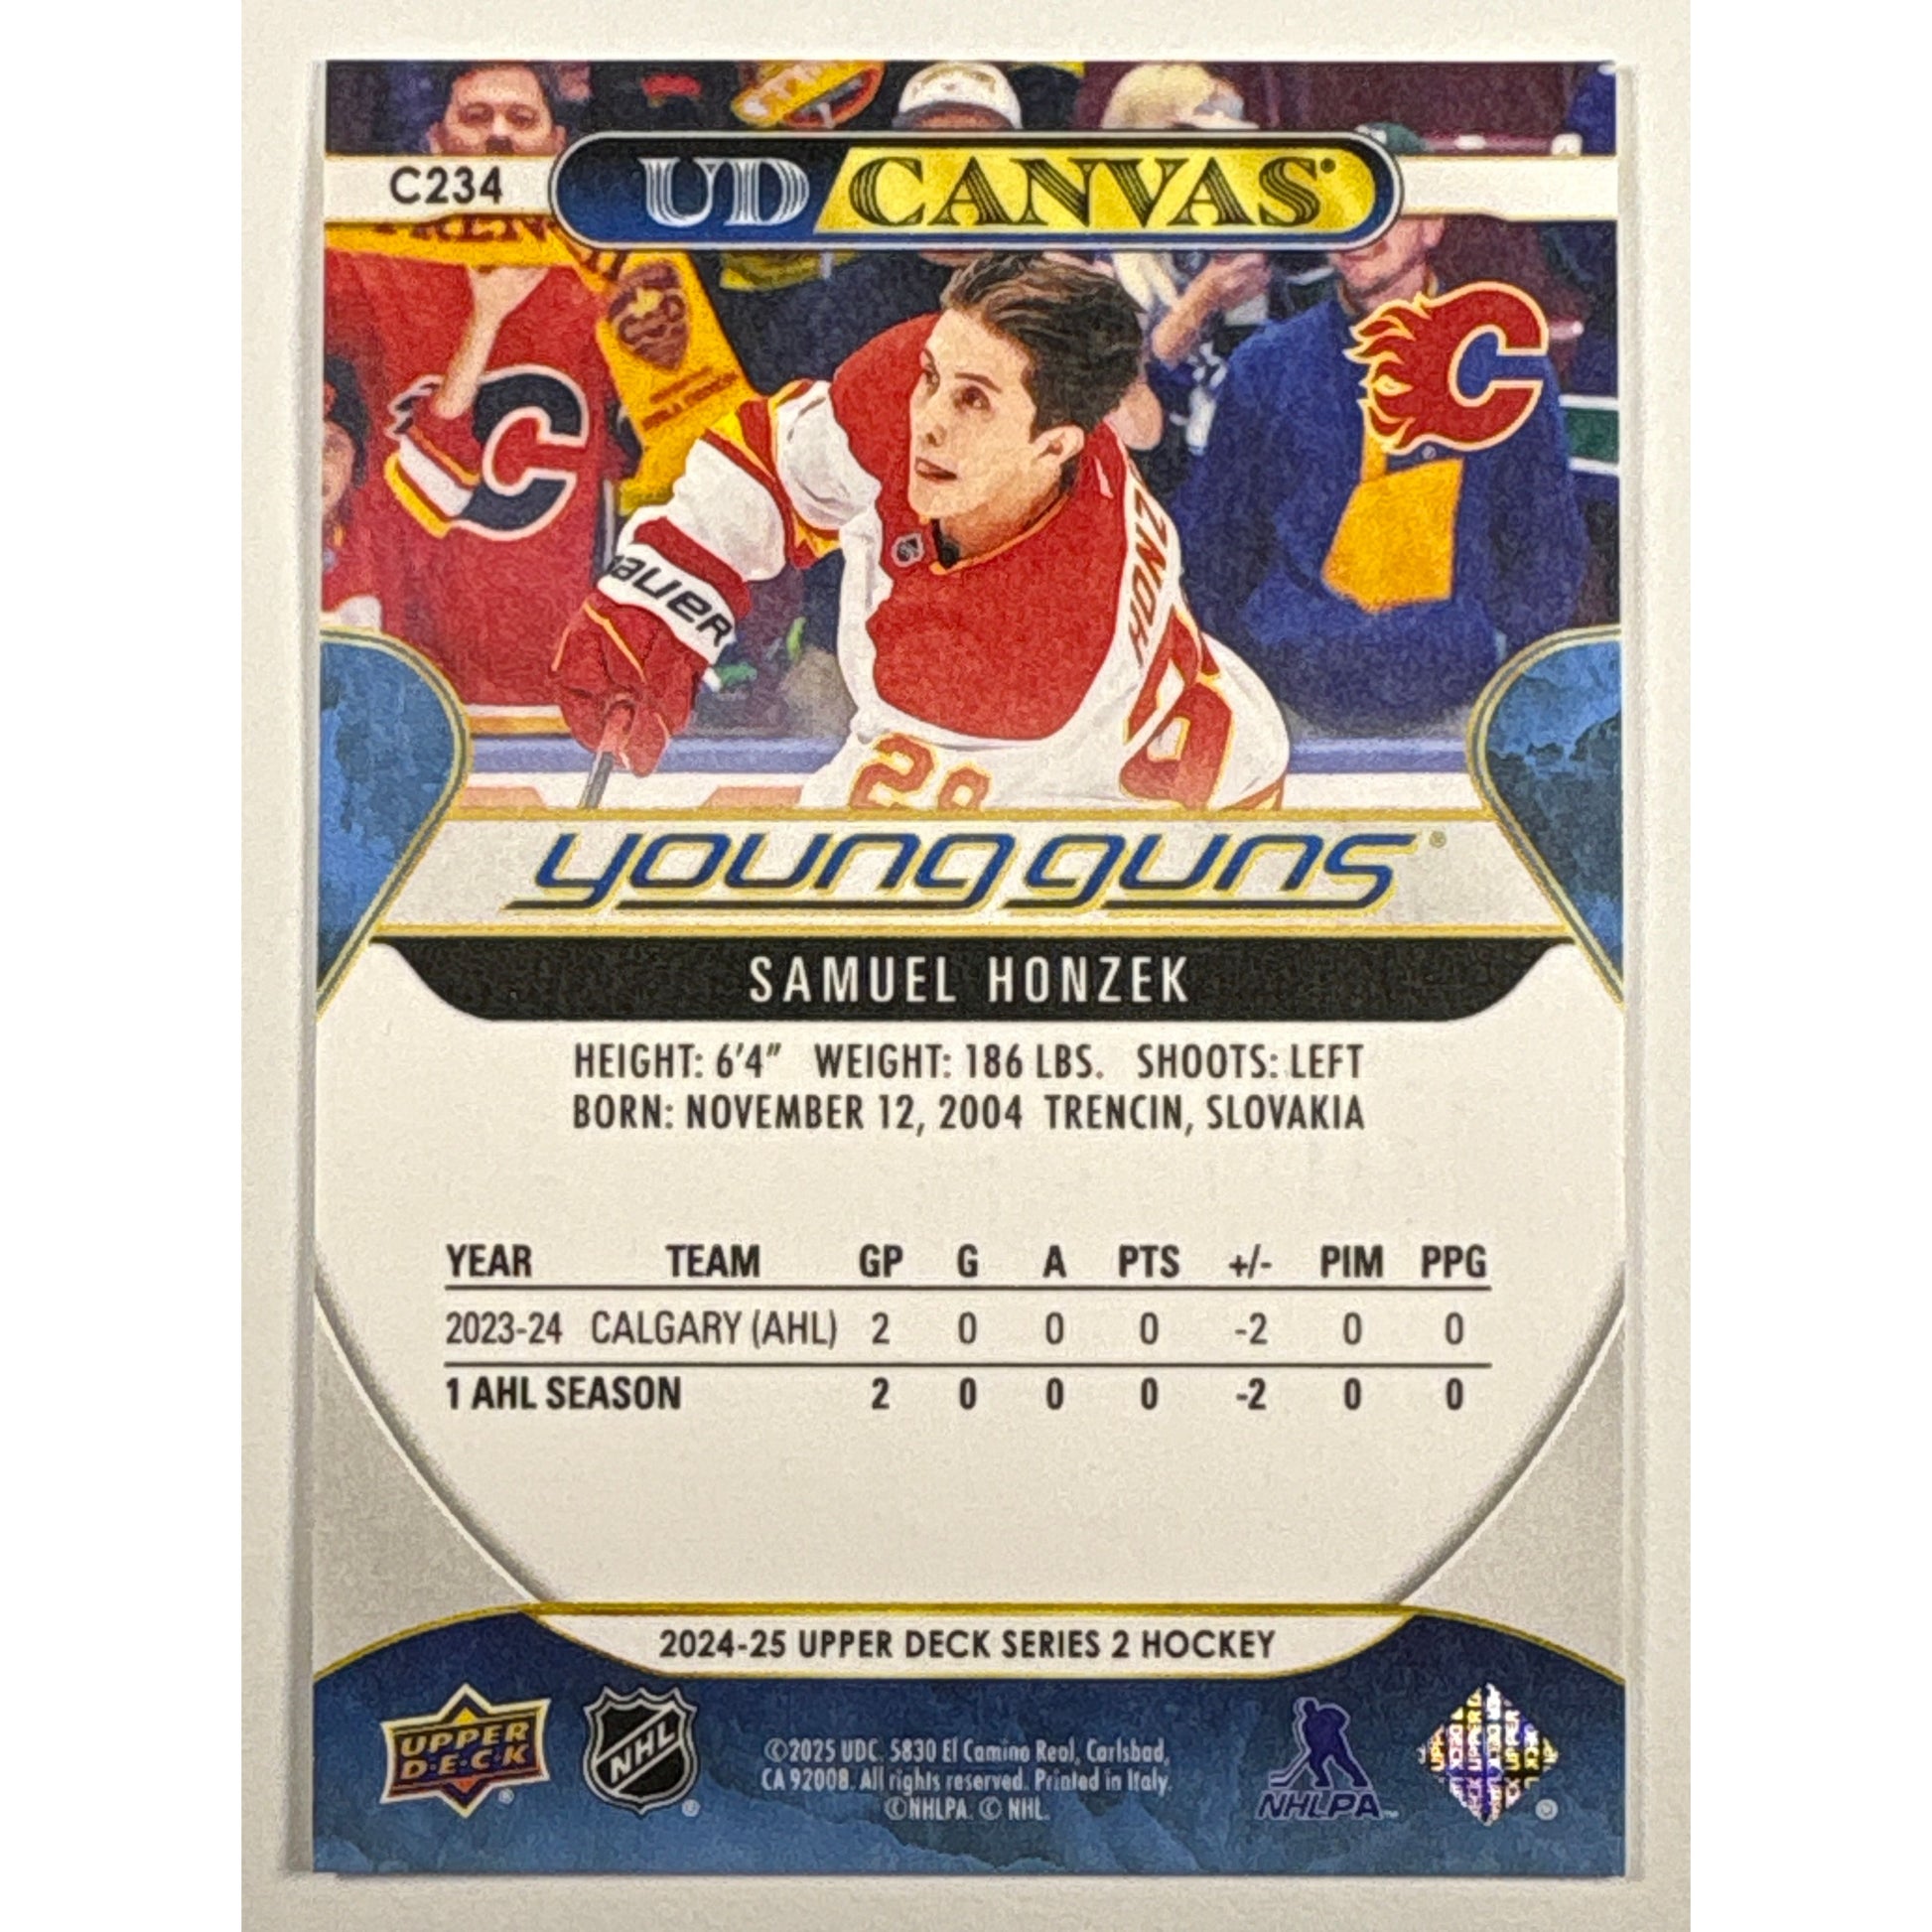 C234
UD CANVAS
BAUER
HONZ
29
young guns
SAMUEL HONZEK
HEIGHT: 6'4" WEIGHT: 186 LBS. SHOOTS: LEFT
BORN: NOVEMBER 12, 2004 TRENCIN, SLOVAKIA
YEAR TEAM GP G A PTS +/- PIM PPG
2023-24 CALGARY (AHL) 2 0 0 0 -2 0 0
1 AHL SEASON 2 0 0 0 -2 0 0
2024-25 UPPER DECK SERIES 2 HOCKEY
UPPER
D·E·C·K
NHL
©2025 UDC. 5830 El Camino Real, Carlsbad,
CA 92008. All rights reserved. Printed in Italy.
©NHLPA. © NHL.
NHLPA